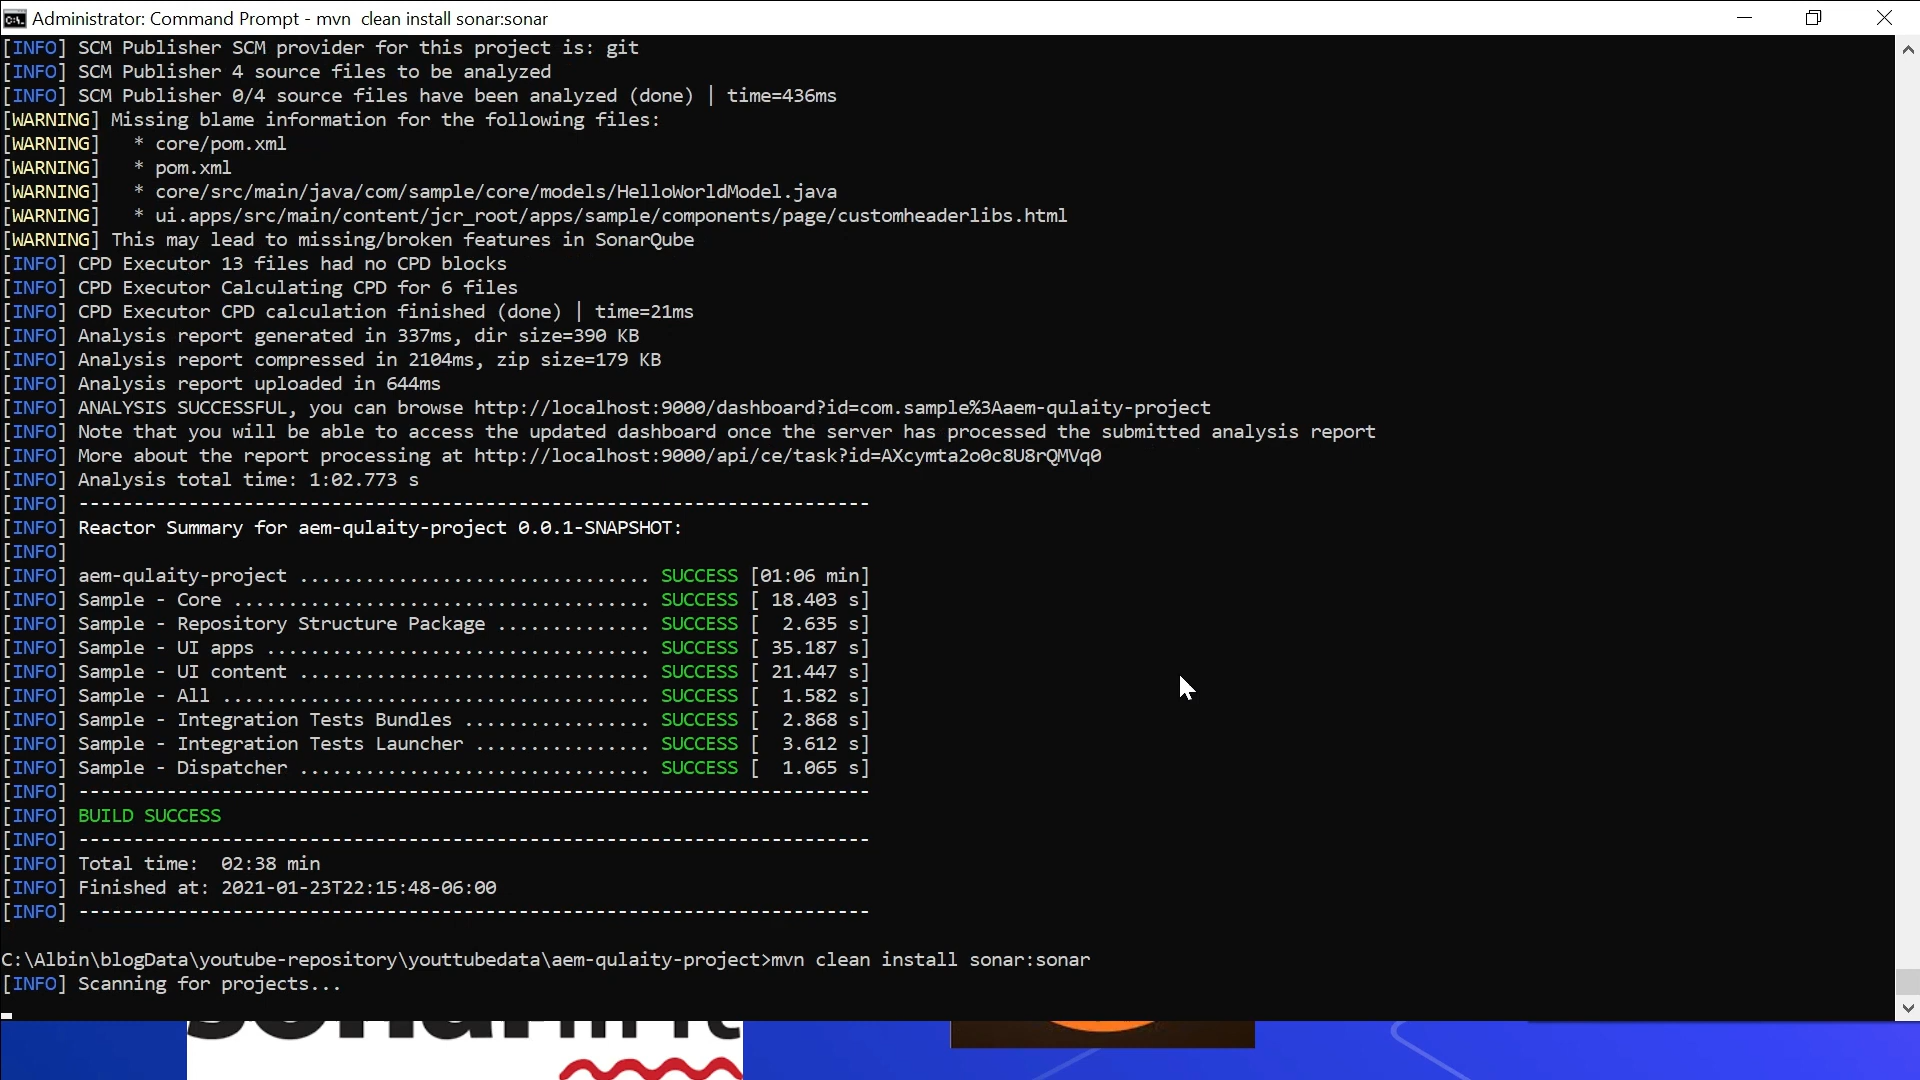 Administrator: Command Prompt - mvn  clean install sonar:sonar
[INFO] SCM Publisher SCM provider for this project is: git
[INFO] SCM Publisher 4 source files to be analyzed
[INFO] SCM Publisher 0/4 source files have been analyzed (done) | time=436ms
[WARNING] Missing blame information for the following files:
[WARNING]   * core/pom.xml
[WARNING]   * pom.xml
[WARNING]   * core/src/main/java/com/sample/core/models/HelloWorldModel.java
[WARNING]   * ui.apps/src/main/content/jcr_root/apps/sample/components/page/customheaderlibs.html
[WARNING] This may lead to missing/broken features in SonarQube
[INFO] CPD Executor 13 files had no CPD blocks
[INFO] CPD Executor Calculating CPD for 6 files
[INFO] CPD Executor CPD calculation finished (done) | time=21ms
[INFO] Analysis report generated in 337ms, dir size=390 KB
[INFO] Analysis report compressed in 2104ms, zip size=179 KB
[INFO] Analysis report uploaded in 644ms
[INFO] ANALYSIS SUCCESSFUL, you can browse http://localhost:9000/dashboard?id=com.sample%3Aaem-qulaity-project
[INFO] Note that you will be able to access the updated dashboard once the server has processed the submitted analysis report
[INFO] More about the report processing at http://localhost:9000/api/ce/task?id=AXcymta2o0c8U8rQMVq0
[INFO] Analysis total time: 1:02.773 s
[INFO] ------------------------------------------------------------------------
[INFO] Reactor Summary for aem-qulaity-project 0.0.1-SNAPSHOT:
[INFO]
[INFO] aem-qulaity-project ................................ SUCCESS [01:06 min]
[INFO] Sample - Core ...................................... SUCCESS [ 18.403 s]
[INFO] Sample - Repository Structure Package .............. SUCCESS [  2.635 s]
[INFO] Sample - UI apps ................................... SUCCESS [ 35.187 s]
[INFO] Sample - UI content ................................ SUCCESS [ 21.447 s]
[INFO] Sample - All ....................................... SUCCESS [  1.582 s]
[INFO] Sample - Integration Tests Bundles ................. SUCCESS [  2.868 s]
[INFO] Sample - Integration Tests Launcher ................ SUCCESS [  3.612 s]
[INFO] Sample - Dispatcher ................................ SUCCESS [  1.065 s]
[INFO] ------------------------------------------------------------------------
[INFO] BUILD SUCCESS
[INFO] ------------------------------------------------------------------------
[INFO] Total time:  02:38 min
[INFO] Finished at: 2021-01-23T22:15:48-06:00
[INFO] ------------------------------------------------------------------------
C:\Albin\blogData\youtube-repository\youttubedata\aem-qulaity-project>mvn clean install sonar:sonar
[INFO] Scanning for projects...